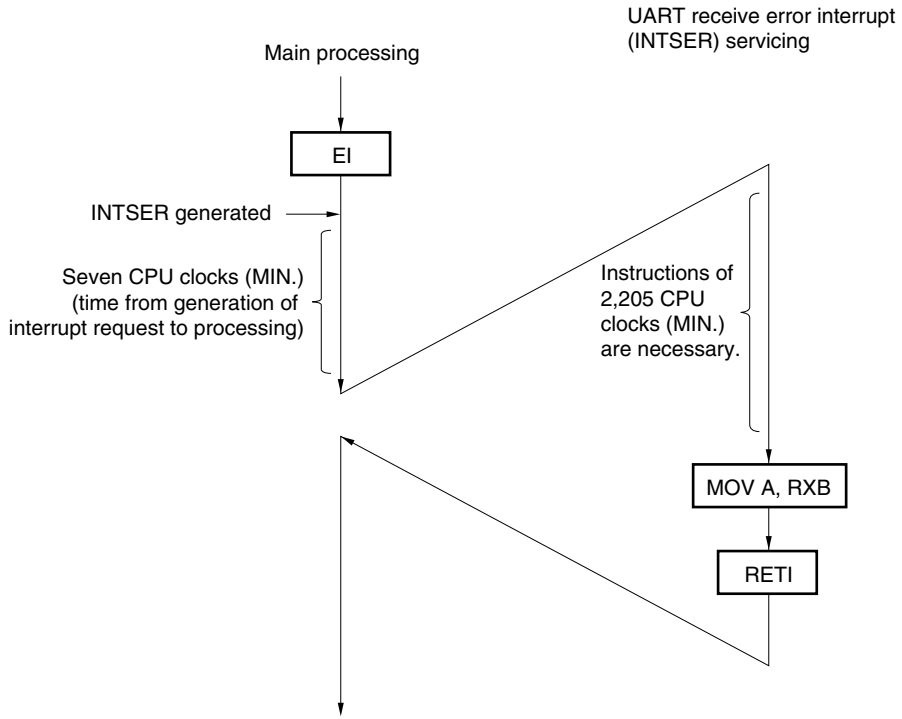 UART receive error interrupt
(INTSER) servicing
Main processing
EI
INTSER generated
Seven CPU clocks (MIN.)
(time from generation of
interrupt request to processing)
Instructions of
2,205 CPU
clocks (MIN.)
are necessary.
MOV A, RXB
RETI